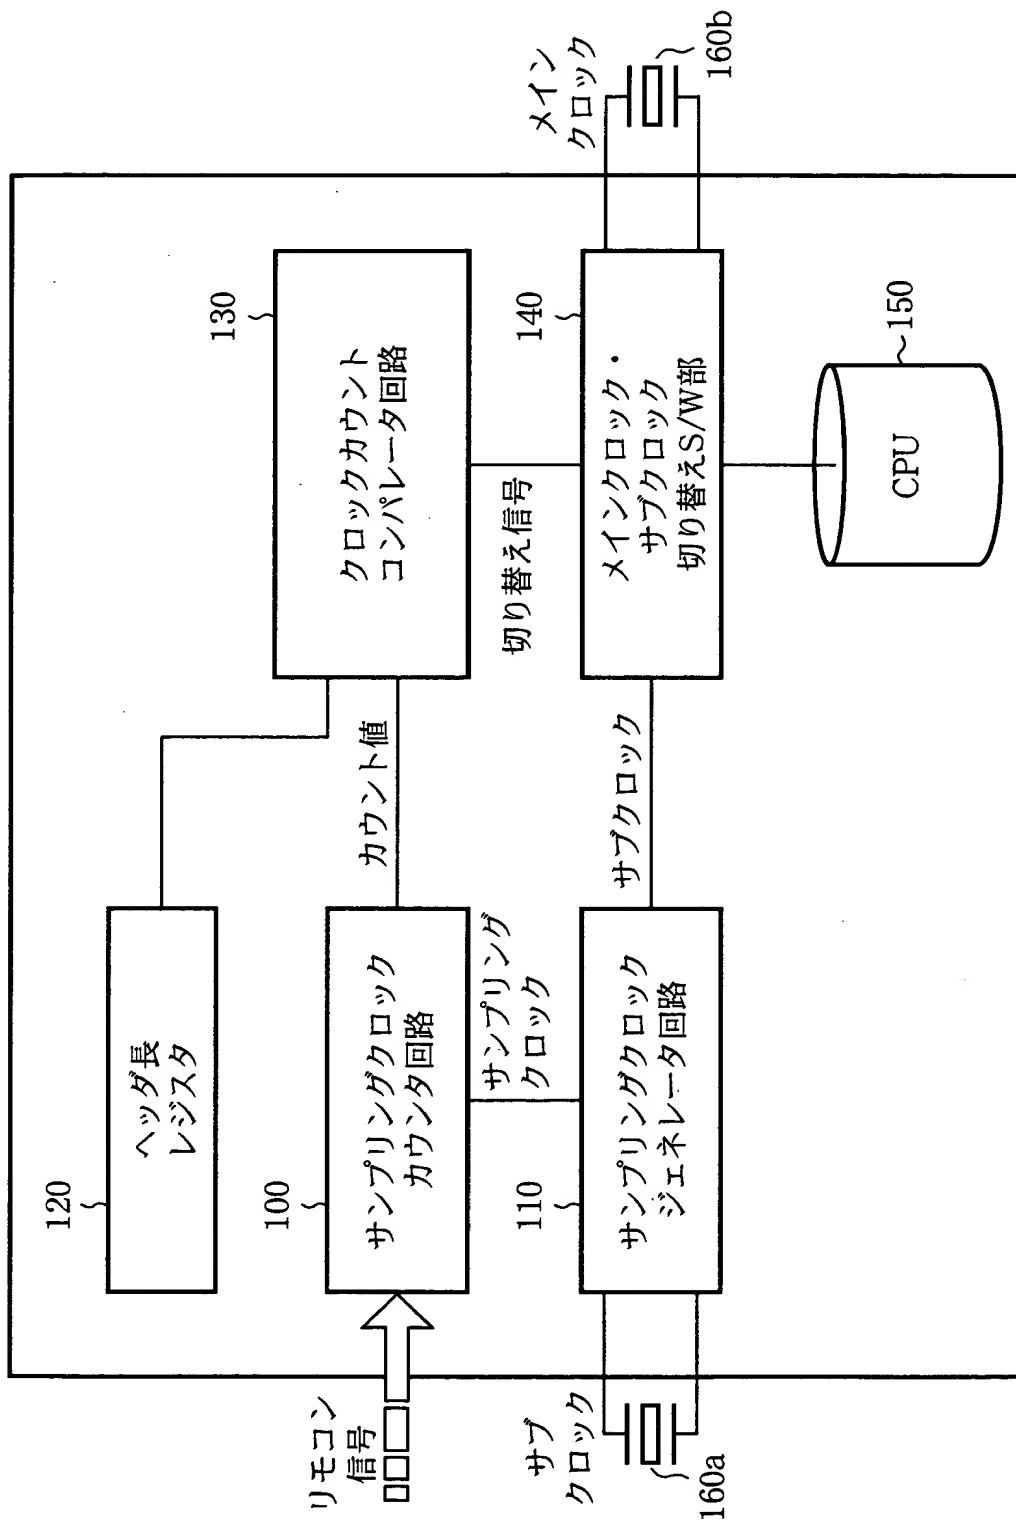 120
ヘッダ長
レジスタ
130
クロックカウント
コンパレータ回路
リモコン
信号
100
サンプリングクロック
カウンタ回路
カウント値
サンプリング
クロック
切り替え信号
サブ
クロック
160a
110
サンプリングクロック
ジェネレータ回路
サブクロック
140
メインクロック・
サブクロック
切り替えS/W部
メイン
クロック
160b
CPU
150